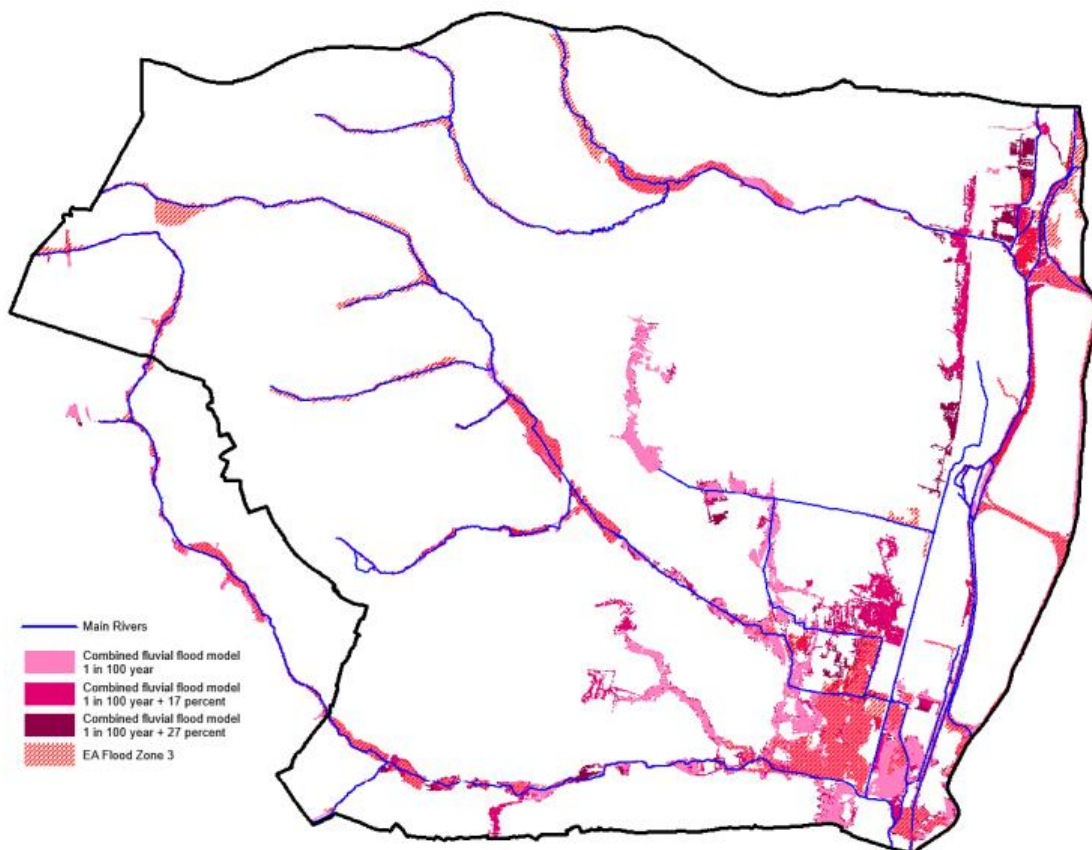 Main Rivers
Combined fluvial flood model
1 in 100 year
Combined fluvial flood model
1 in 100 year + 17 percent
Combined fluvial flood model
1 in 100 year + 27 percent
EA Flood Zone 3